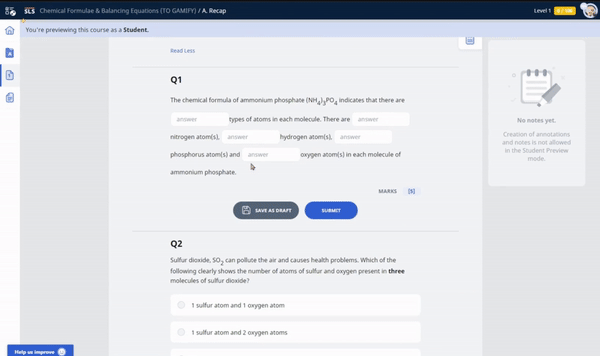 SLS
Chemical Formulae & Balancing Equations (TO GAMIFY) / A. Recap
Level 1
You're previewing this course as a Student.
Read Less
Q1
The chemical formula of ammonium phosphate (NH4)3PO4 indicates that there are
answer types of atoms in each molecule. There are answer
nitrogen atom(s), answer hydrogen atom(s), answer
phosphorus atom(s) and answer oxygen atom(s) in each molecule of
ammonium phosphate.
MARKS [5]
SAVE AS DRAFT
SUBMIT
No notes yet.
Creation of annotations
and notes is not allowed
in the Student Preview
mode.
Q2
Sulfur dioxide, SO2 can pollute the air and causes health problems. Which of the
following clearly shows the number of atoms of sulfur and oxygen present in three
molecules of sulfur dioxide?
1 sulfur atom and 1 oxygen atom
1 sulfur atom and 2 oxygen atoms
Help us improve